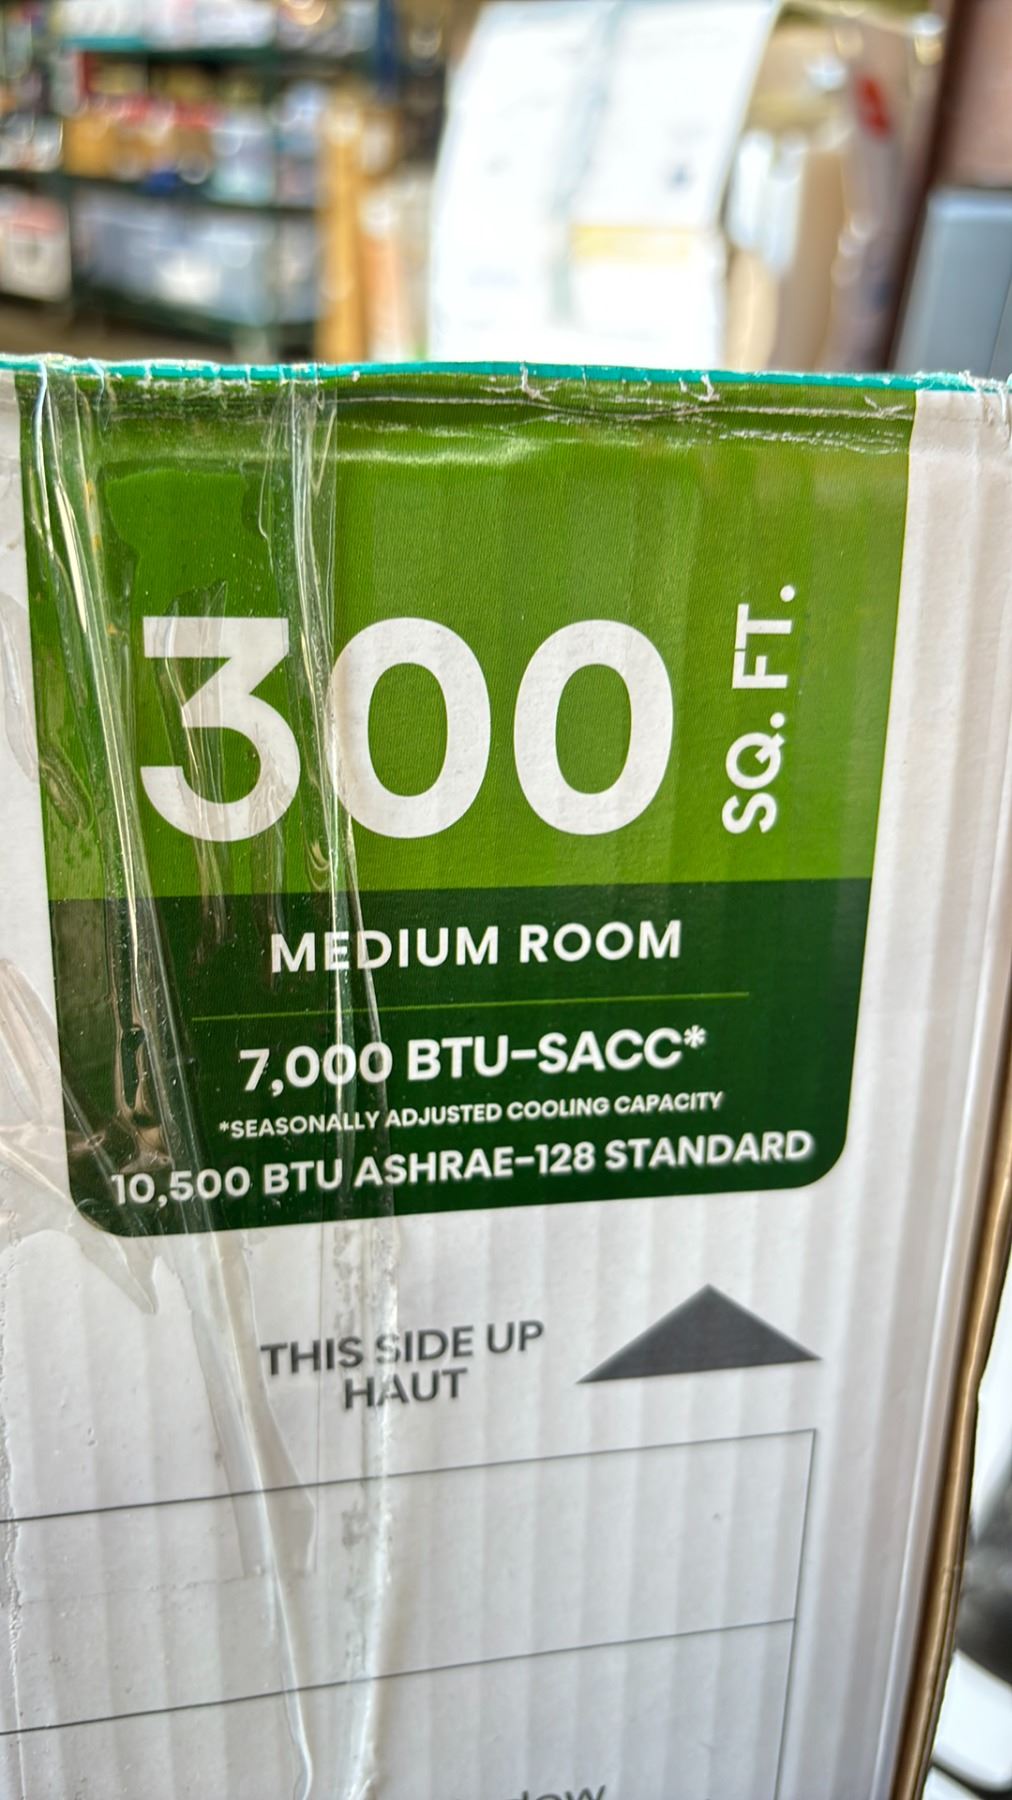 300 SQ. FT.
MEDIUM ROOM
7,000 BTU-SACC*
*SEASONALLY ADJUSTED COOLING CAPACITY
10,500 BTU ASHRAE-128 STANDARD
THIS SIDE UP
HAUT